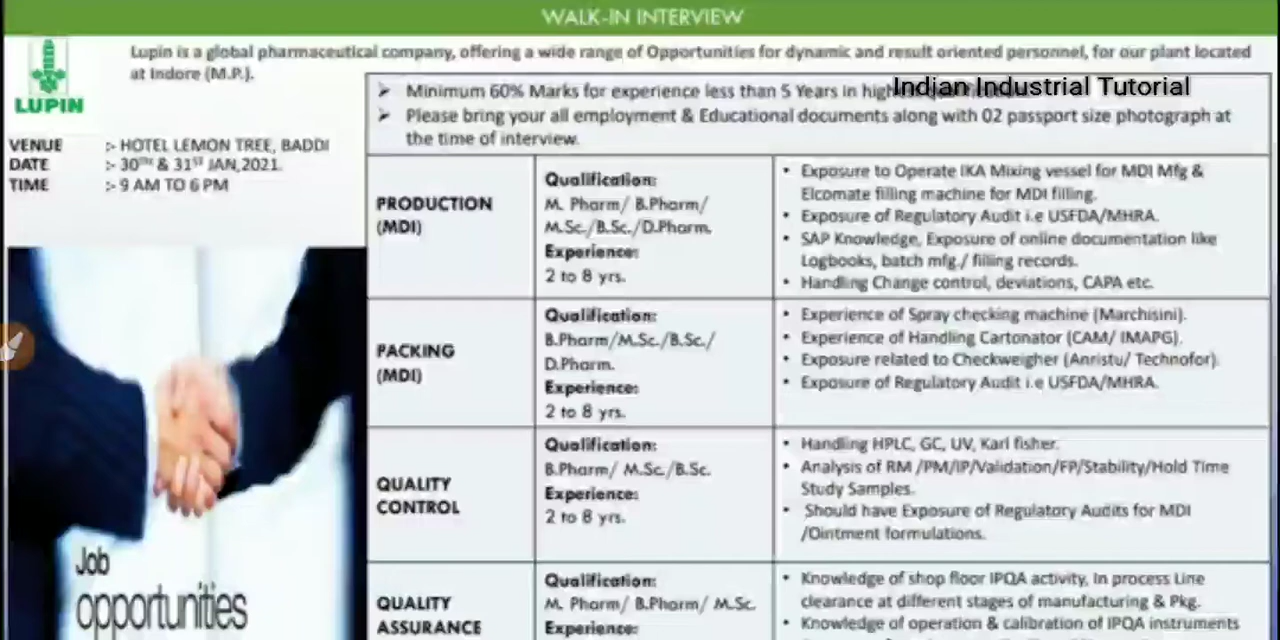 WALK-IN INTERVIEW
LUPIN
Lupin is a global pharmaceutical company, offering a wide range of Opportunities for dynamic and result oriented personnel, for our plant located
at Indore (M.P.).
Indian Industrial Tutorial
VENUE :- HOTEL LEMON TREE, BADDI
DATE :- 30TH & 31ST JAN,2021.
TIME :- 9 AM TO 6 PM
➢ Minimum 60% Marks for experience less than 5 Years in
➢ Please bring your all employment & Educational documents along with 02 passport size photograph at
the time of interview.
PRODUCTION
(MDI)
Qualification:
M. Pharm/ B.Pharm/
M.Sc./B.Sc./D.Pharm.
Experience:
2 to 8 yrs.
• Exposure to Operate IKA Mixing vessel for MDI Mfg &
Elcomate filling machine for MDI filling.
• Exposure of Regulatory Audit i.e USFDA/MHRA.
• SAP Knowledge, Exposure of online documentation like
Logbooks, batch mfg./ filling records.
• Handling Change control, deviations, CAPA etc.
PACKING
(MDI)
Qualification:
B.Pharm/M.Sc./B.Sc./
D.Pharm.
Experience:
2 to 8 yrs.
• Experience of Spray checking machine (Marchisini).
• Experience of Handling Cartonator (CAM/ IMAPG).
• Exposure related to Checkweigher (Anristu/ Technofor).
• Exposure of Regulatory Audit i.e USFDA/MHRA.
QUALITY
CONTROL
Qualification:
B.Pharm/ M.Sc./B.Sc.
Experience:
2 to 8 yrs.
• Handling HPLC, GC, UV, Karl fisher.
• Analysis of RM /PM/IP/Validation/FP/Stability/Hold Time
Study Samples.
• Should have Exposure of Regulatory Audits for MDI
/Ointment formulations.
QUALITY
ASSURANCE
Qualification:
M. Pharm/ B.Pharm/ M.Sc.
Experience:
• Knowledge of shop floor IPQA activity, In process Line
clearance at different stages of manufacturing & Pkg.
• Knowledge of operation & calibration of IPQA instruments
Job
opportunities